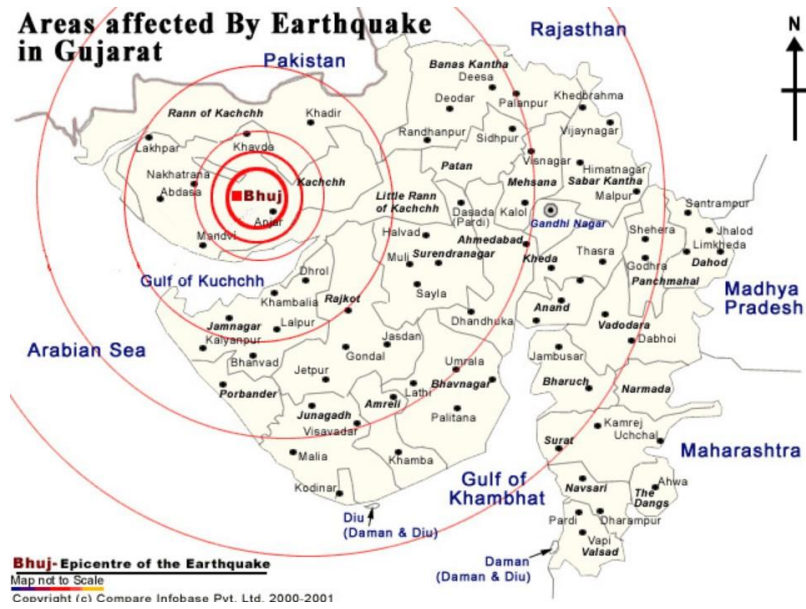 Areas affected By Earthquake
in Gujarat
Rajasthan
N
Pakistan
Banas Kantha
Deesa
Palanpur
Khedbrahma
Deodar
Rann of Kachchh
Khadir
Vijaynagar
Randhanpur
Sidhpur
Lakhpar
Khavda
Visnagar
Patan
Himatnagar
Nakhatrana
Kachchh
Mehsana
Sabar Kantha
Malpur
Abdasa
Bhuj
Little Rann
of Kachchh
Dasada
(Pardi)
Kalol
Santrampur
Anjar
Gandhi Nagar
Halvad
Ahmedabad
Shehera
Jhalod
Mandvi
Limkheda
Muli
Surendranagar
Kheda
Thasra
Godhra
Dahod
Gulf of Kuchchh
Dhrol
Panchmahal
Madhya
Pradesh
Khambalia
Rajkot
Sayla
Anand
Jamnagar
Lalpur
Dhandhuka
Vadodara
Kalyanpur
Dabhoi
Arabian Sea
Jasdan
Bhanvad
Gondal
Jambusar
Umrala
Jetpur
Lathi
Bhavnagar
Bharuch
Narmada
Porbander
Amreli
Junagadh
Palitana
Visavadar
Kamrej
Uchchal
Surat
Maharashtra
Malia
Khamba
Gulf of
Khambhat
Kodinar
Navsari
Ahwa
The
Dangs
Diu
(Daman & Diu)
Pardi
Dharampur
Vapi
Valsad
Daman
(Daman & Diu)
Bhuj- Epicentre of the Earthquake
Map not to Scale
Copyright (c) Compare Infobase Pvt. Ltd. 2000-2001